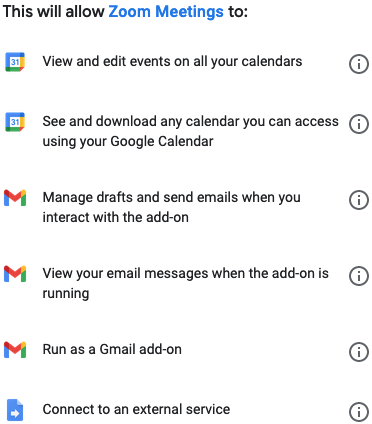 This will allow Zoom Meetings to:
31 View and edit events on all your calendars
31 See and download any calendar you can access
using your Google Calendar
Manage drafts and send emails when you
interact with the add-on
View your email messages when the add-on is
running
Run as a Gmail add-on
Connect to an external service